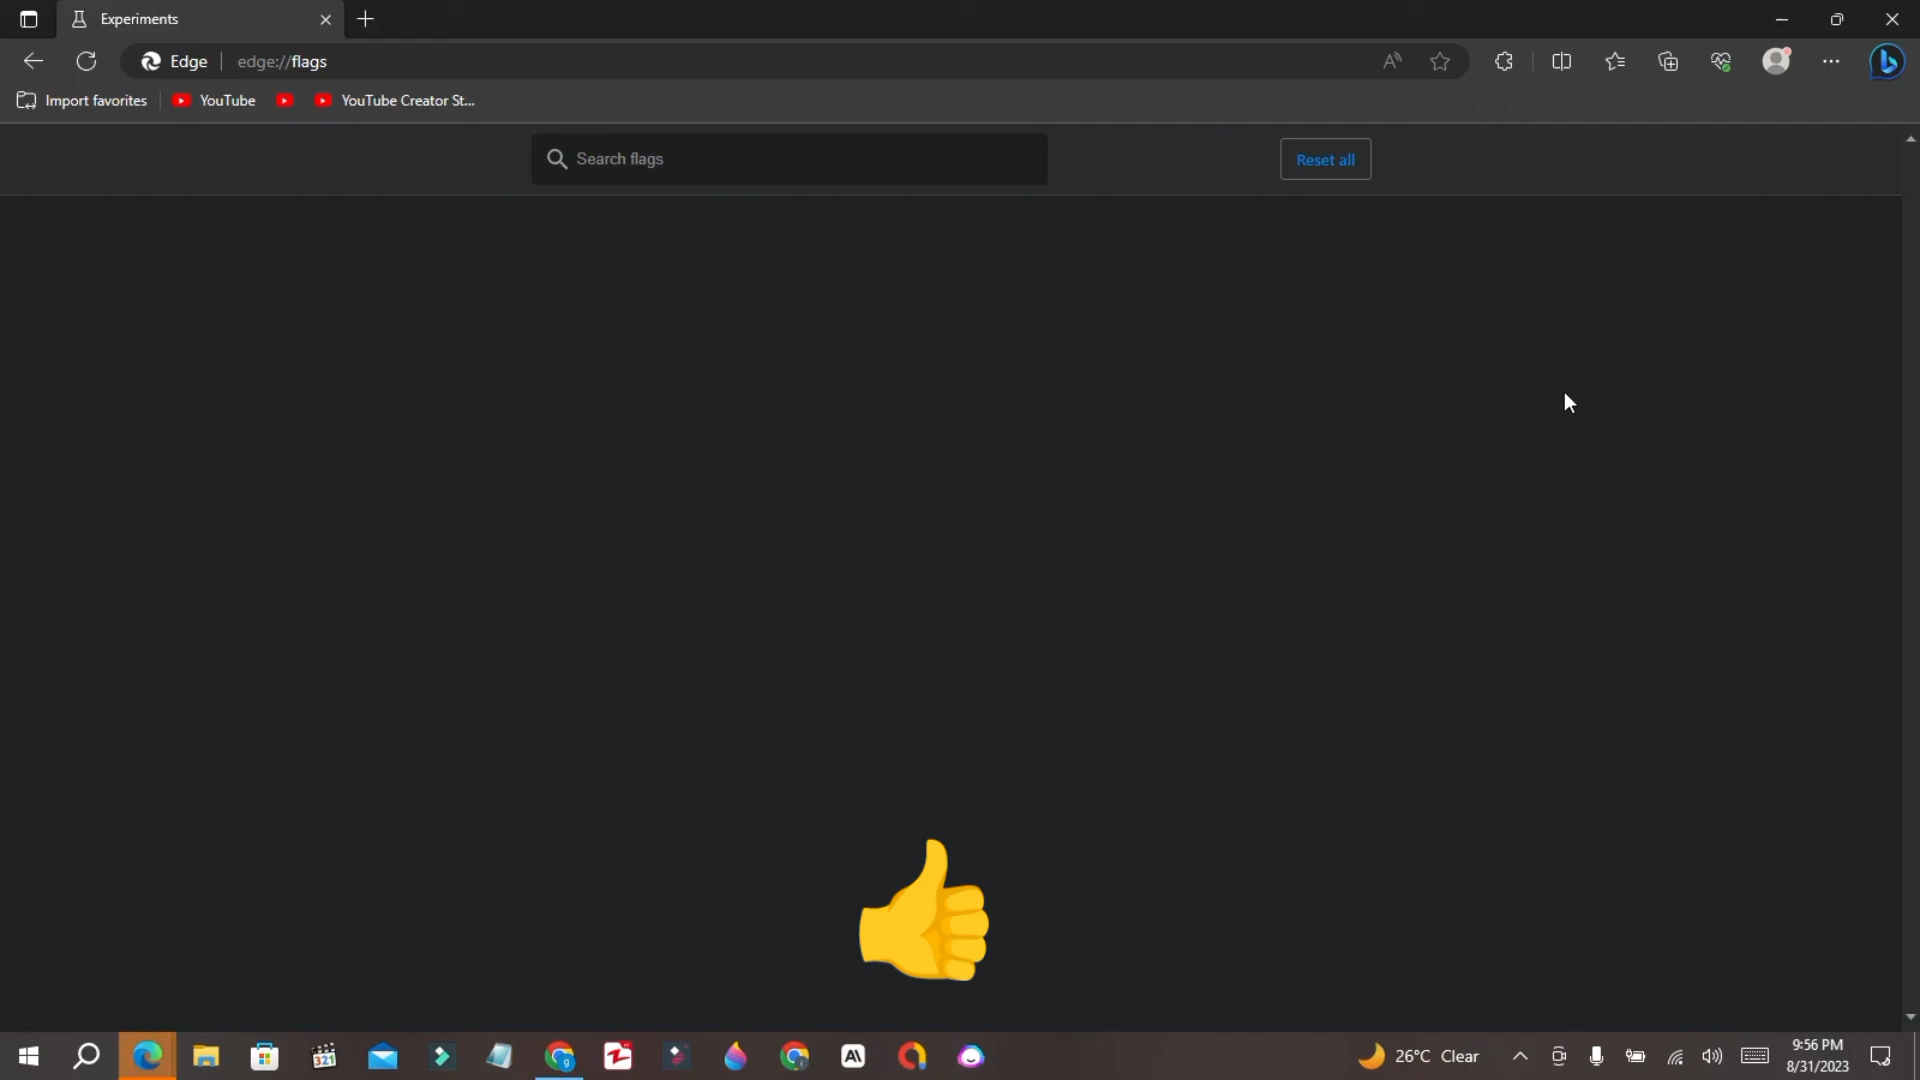 Experiments
Edge edge://flags
Import favorites YouTube YouTube Creator St...
Search flags Reset all
321
g
26°C Clear
9:56 PM
8/31/2023